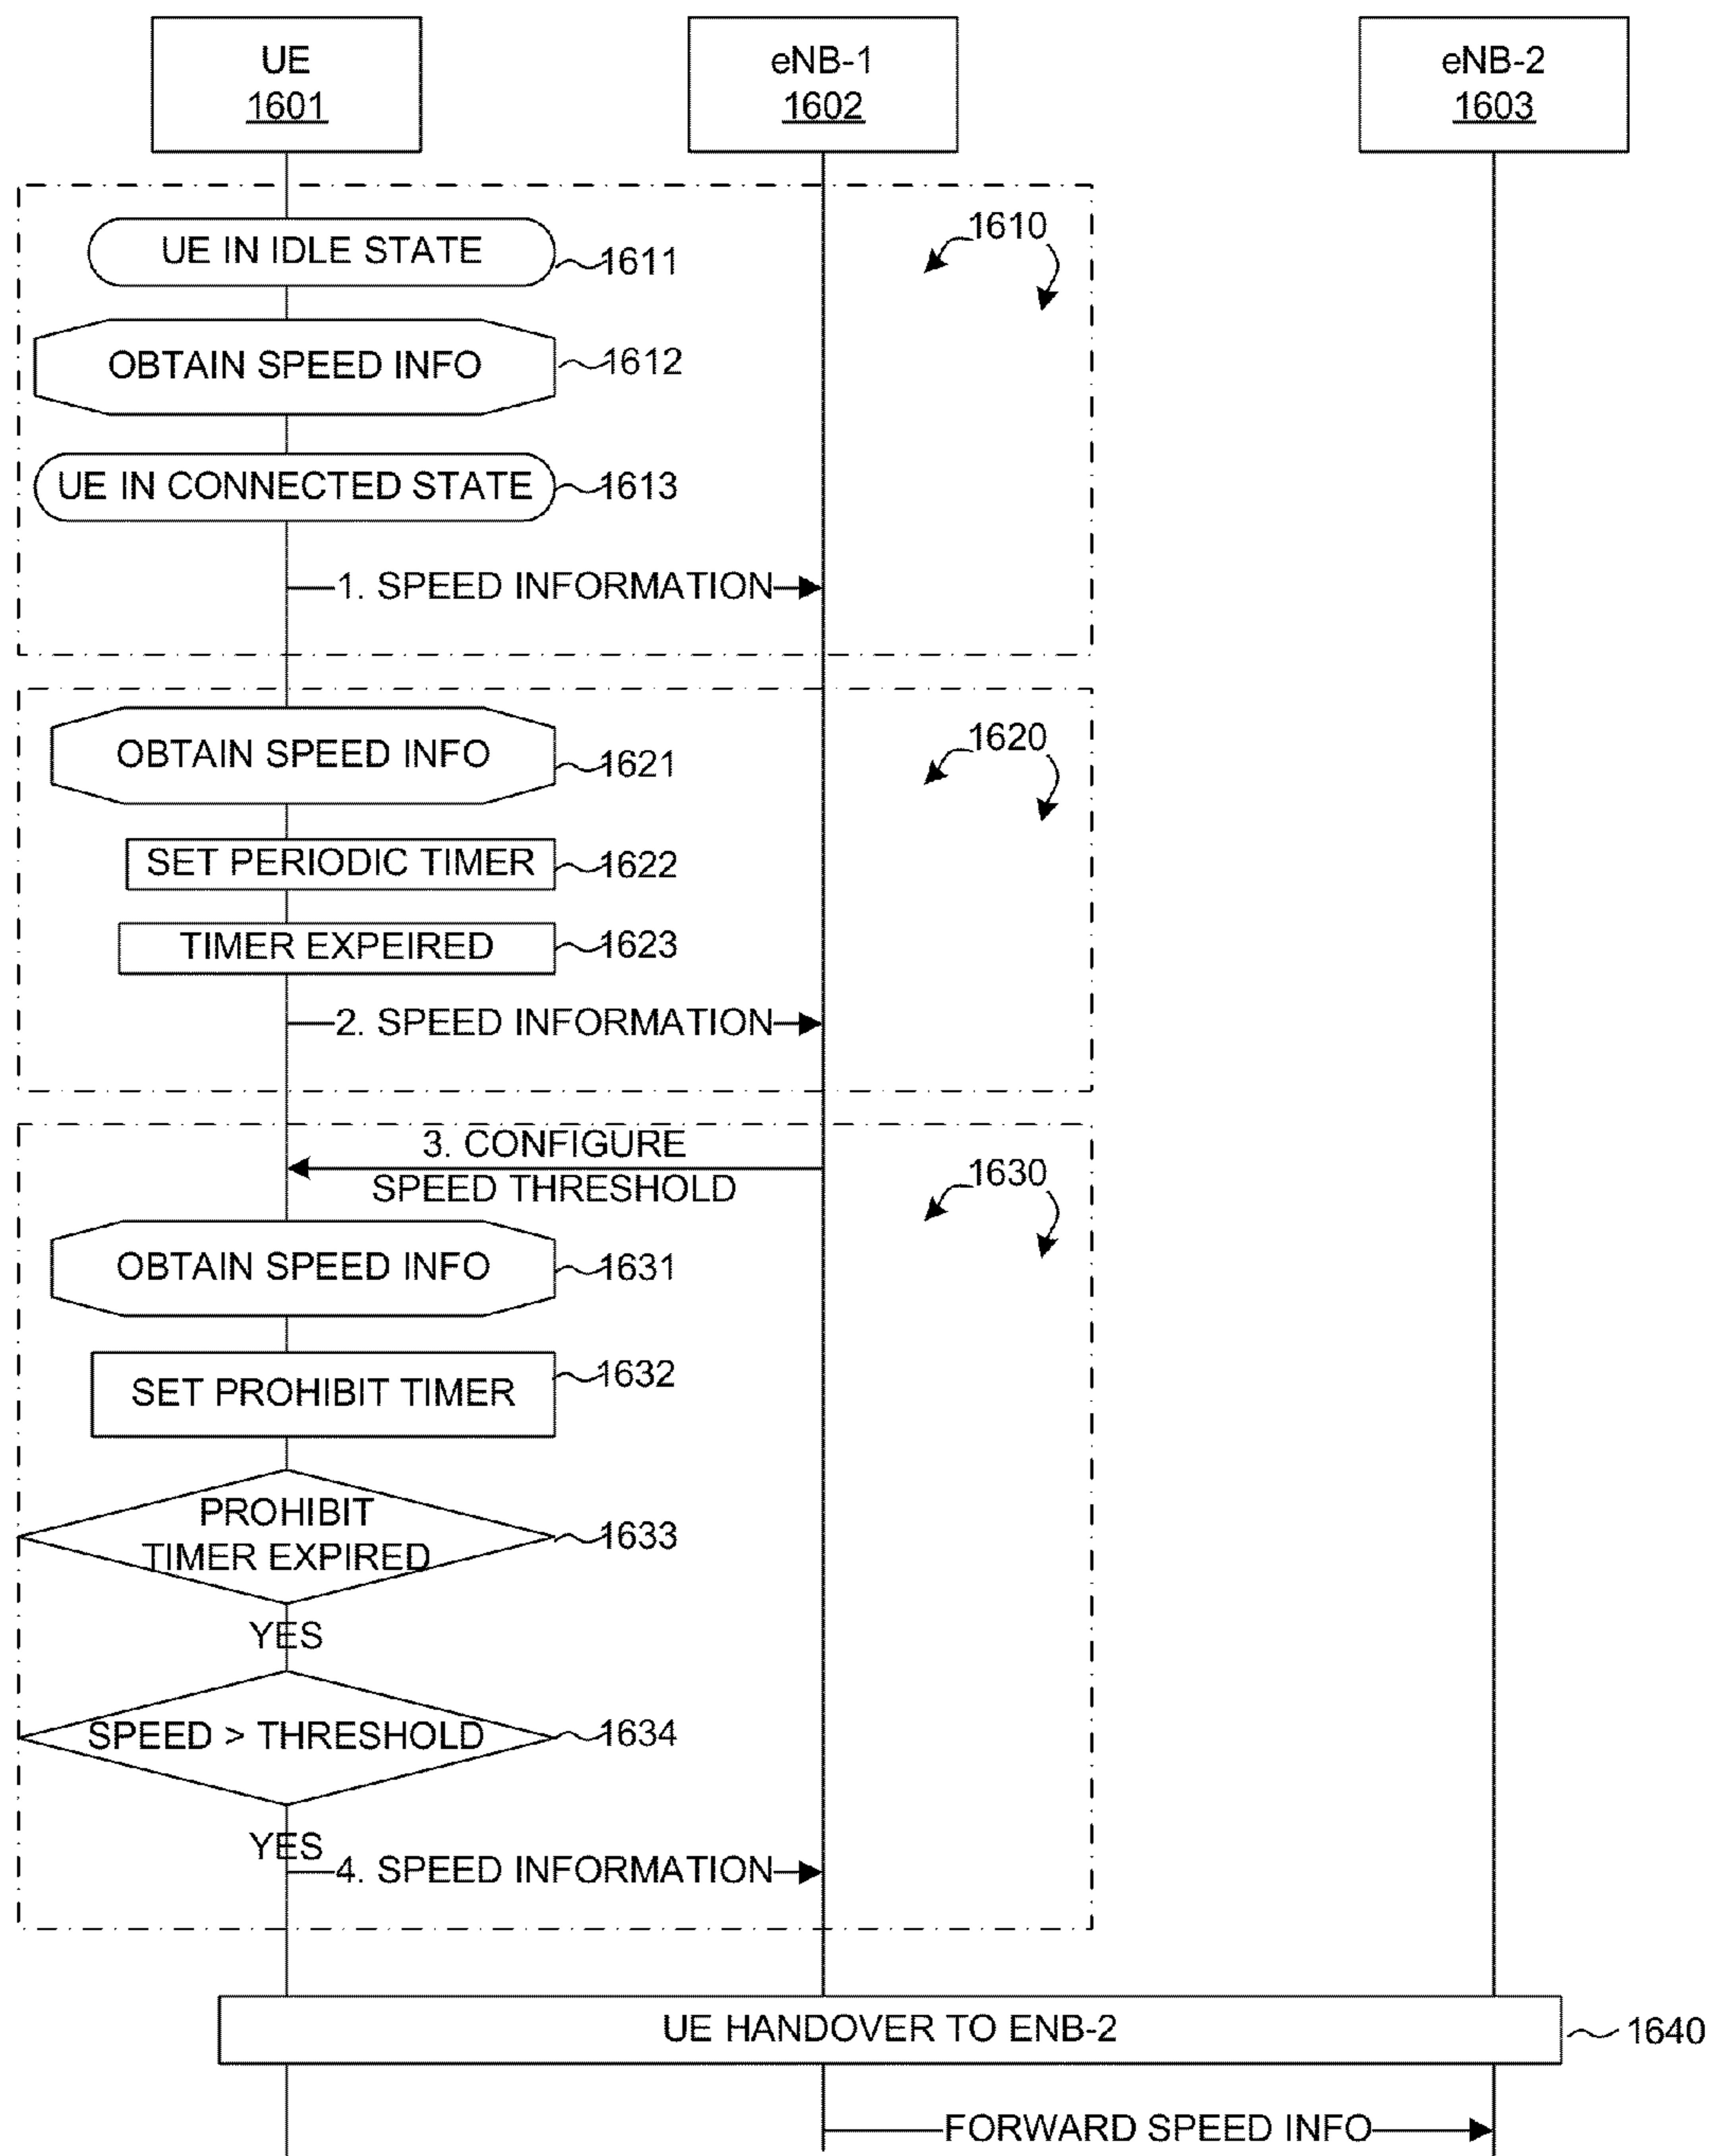 UE
1601
eNB-1
1602
eNB-2
1603
1610
UE IN IDLE STATE
1611
OBTAIN SPEED INFO
1612
UE IN CONNECTED STATE
1613
1. SPEED INFORMATION
1620
OBTAIN SPEED INFO
1621
SET PERIODIC TIMER
1622
TIMER EXPEIRED
1623
2. SPEED INFORMATION
3. CONFIGURE
SPEED THRESHOLD
1630
OBTAIN SPEED INFO
1631
SET PROHIBIT TIMER
1632
PROHIBIT
TIMER EXPIRED
1633
YES
SPEED > THRESHOLD
1634
YES
4. SPEED INFORMATION
UE HANDOVER TO ENB-2
1640
FORWARD SPEED INFO